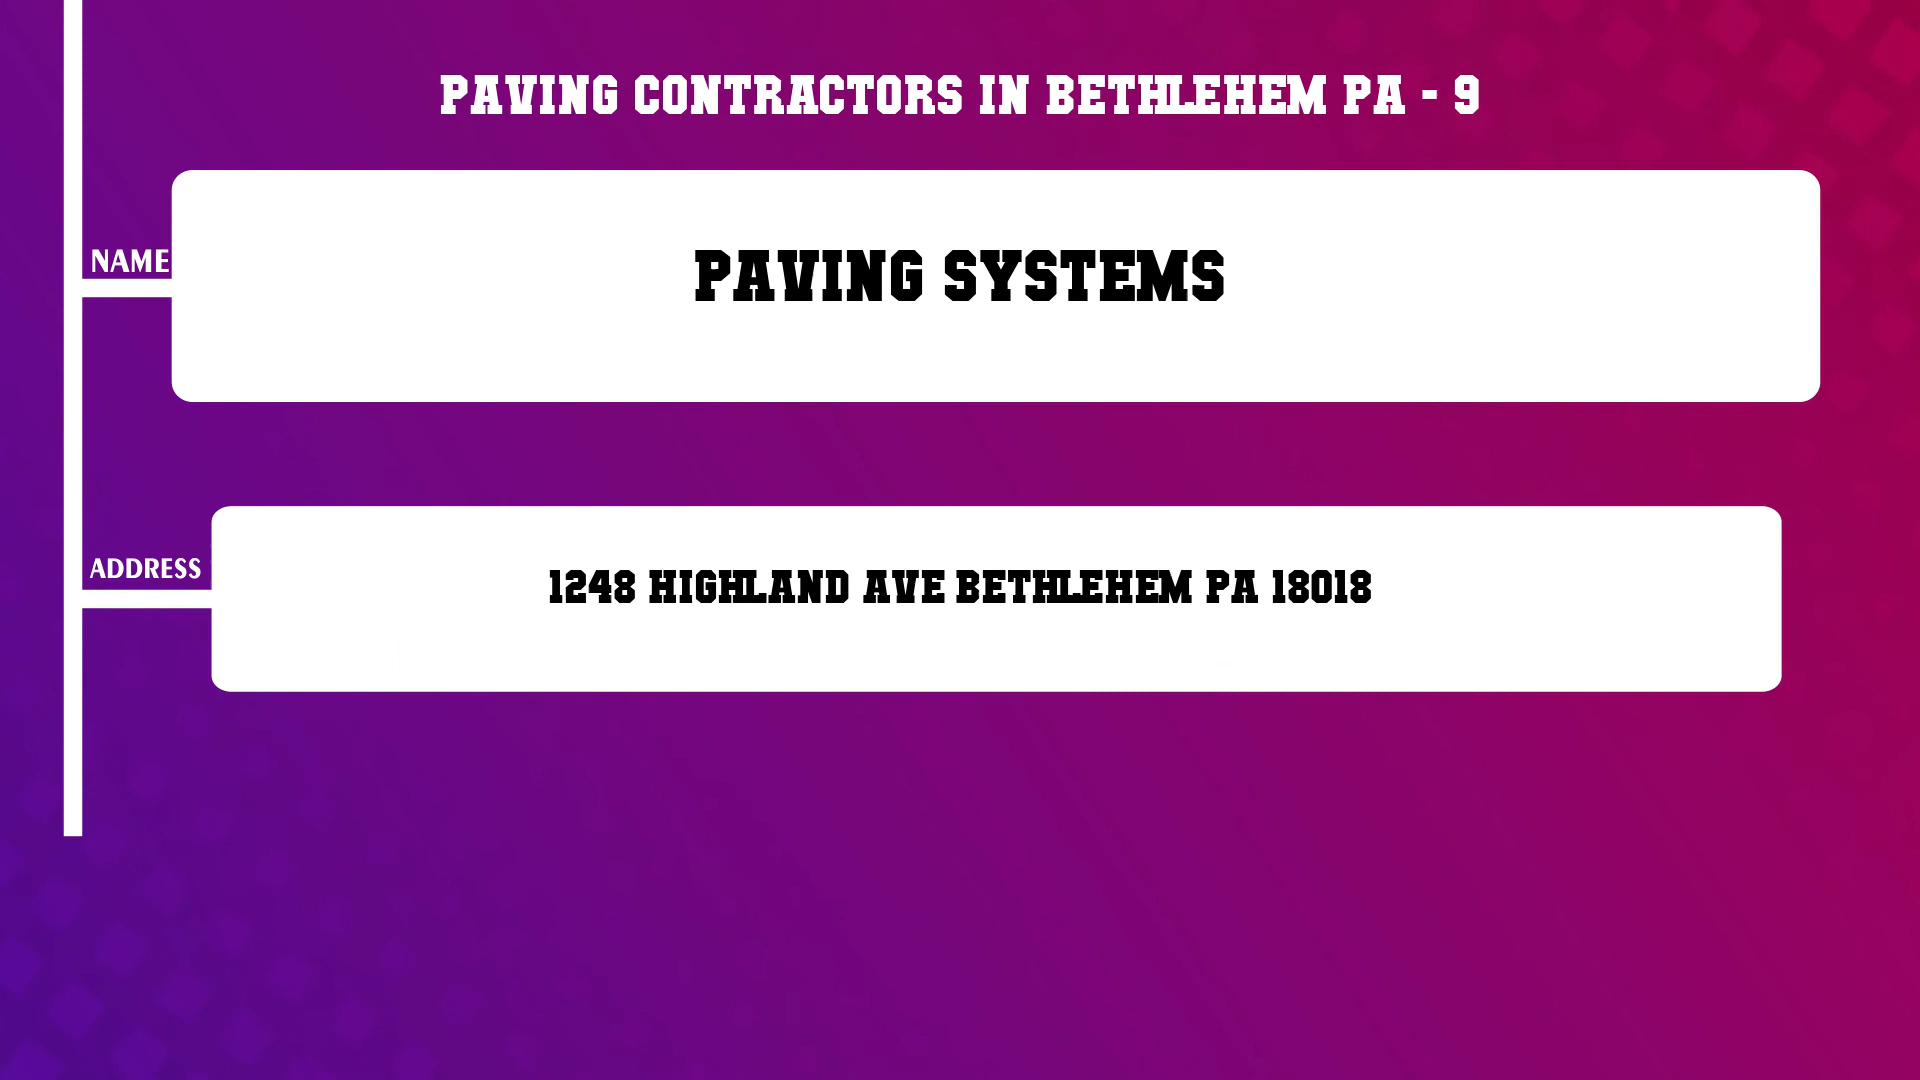 PAVING CONTRACTORS IN BETHLEHEM PA - 9
NAME
PAVING SYSTEMS
ADDRESS
1248 HIGHLAND AVE BETHLEHEM PA 18018